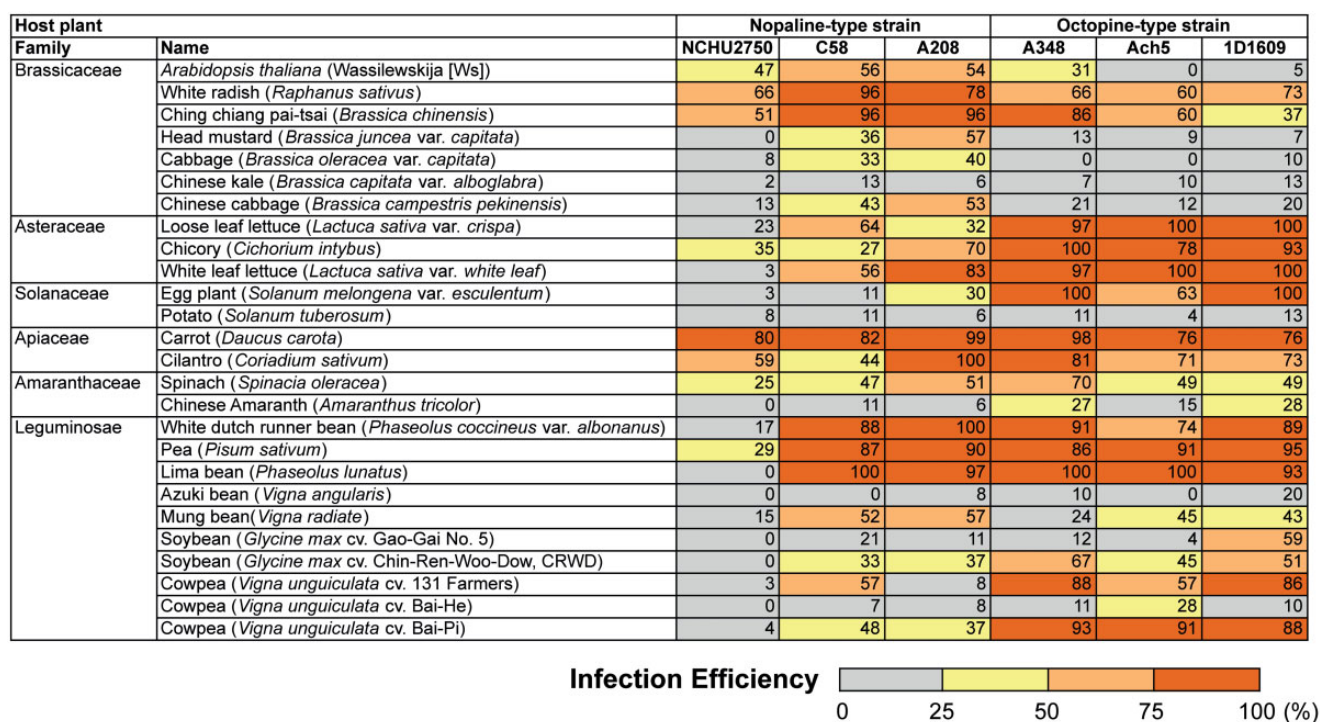 Host plant Nopaline-type strain Octopine-type strain
Family Name NCHU2750 C58 A208 A348 Ach5 1D1609
Brassicaceae Arabidopsis thaliana (Wassilewskija [Ws]) 47 56 54 31 0 5
White radish (Raphanus sativus) 66 96 78 66 60 73
Ching chiang pai-tsai (Brassica chinensis) 51 96 96 86 60 37
Head mustard (Brassica juncea var. capitata) 0 36 57 13 9 7
Cabbage (Brassica oleracea var. capitata) 8 33 40 0 0 10
Chinese kale (Brassica capitata var. alboglabra) 2 13 6 7 10 13
Chinese cabbage (Brassica campestris pekinensis) 13 43 53 21 12 20
Asteraceae Loose leaf lettuce (Lactuca sativa var. crispa) 23 64 32 97 100 100
Chicory (Cichorium intybus) 35 27 70 100 78 93
White leaf lettuce (Lactuca sativa var. white leaf) 3 56 83 97 100 100
Solanaceae Egg plant (Solanum melongena var. esculentum) 3 11 30 100 63 100
Potato (Solanum tuberosum) 8 11 6 11 4 13
Apiaceae Carrot (Daucus carota) 80 82 99 98 76 76
Cilantro (Coriadium sativum) 59 44 100 81 71 73
Amaranthaceae Spinach (Spinacia oleracea) 25 47 51 70 49 49
Chinese Amaranth (Amaranthus tricolor) 0 11 6 27 15 28
Leguminosae White dutch runner bean (Phaseolus coccineus var. albonanus) 17 88 100 91 74 89
Pea (Pisum sativum) 29 87 90 86 91 95
Lima bean (Phaseolus lunatus) 0 100 97 100 100 93
Azuki bean (Vigna angularis) 0 0 8 10 0 20
Mung bean(Vigna radiate) 15 52 57 24 45 43
Soybean (Glycine max cv. Gao-Gai No. 5) 0 21 11 12 4 59
Soybean (Glycine max cv. Chin-Ren-Woo-Dow, CRWD) 0 33 37 67 45 51
Cowpea (Vigna unguiculata cv. 131 Farmers) 3 57 8 88 57 86
Cowpea (Vigna unguiculata cv. Bai-He) 0 7 8 11 28 10
Cowpea (Vigna unguiculata cv. Bai-Pi) 4 48 37 93 91 88
Infection Efficiency
0 25 50 75 100 (%)